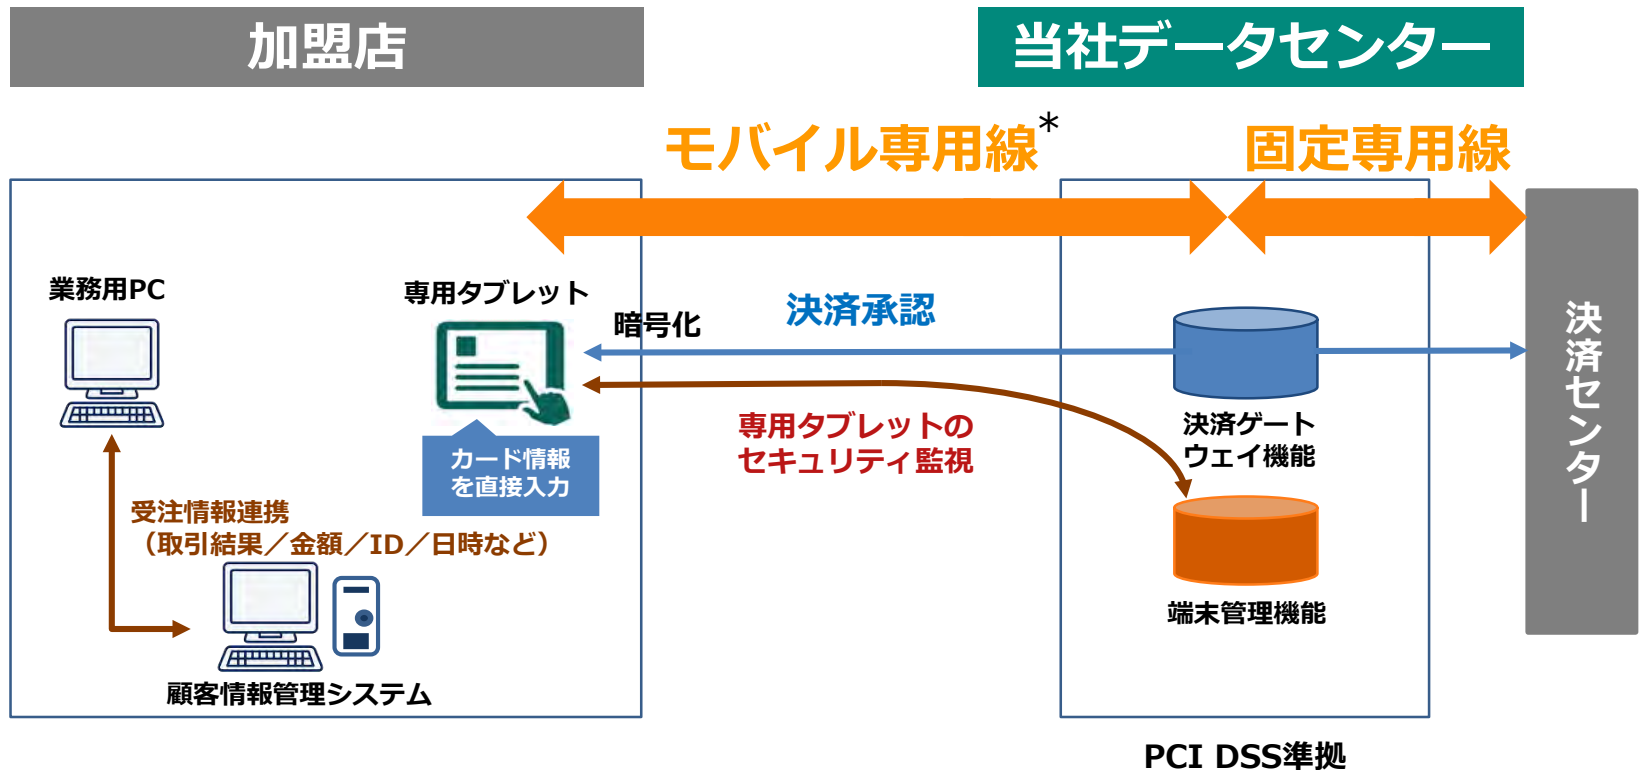 加盟店
当社データセンター
モバイル専用線*
固定専用線
業務用PC
専用タブレット
暗号化
決済承認
カード情報
を直接入力
専用タブレットの
セキュリティ監視
決済ゲート
ウェイ機能
決済センター
受注情報連携
（取引結果／金額／ID／日時など）
端末管理機能
顧客情報管理システム
PCI DSS準拠